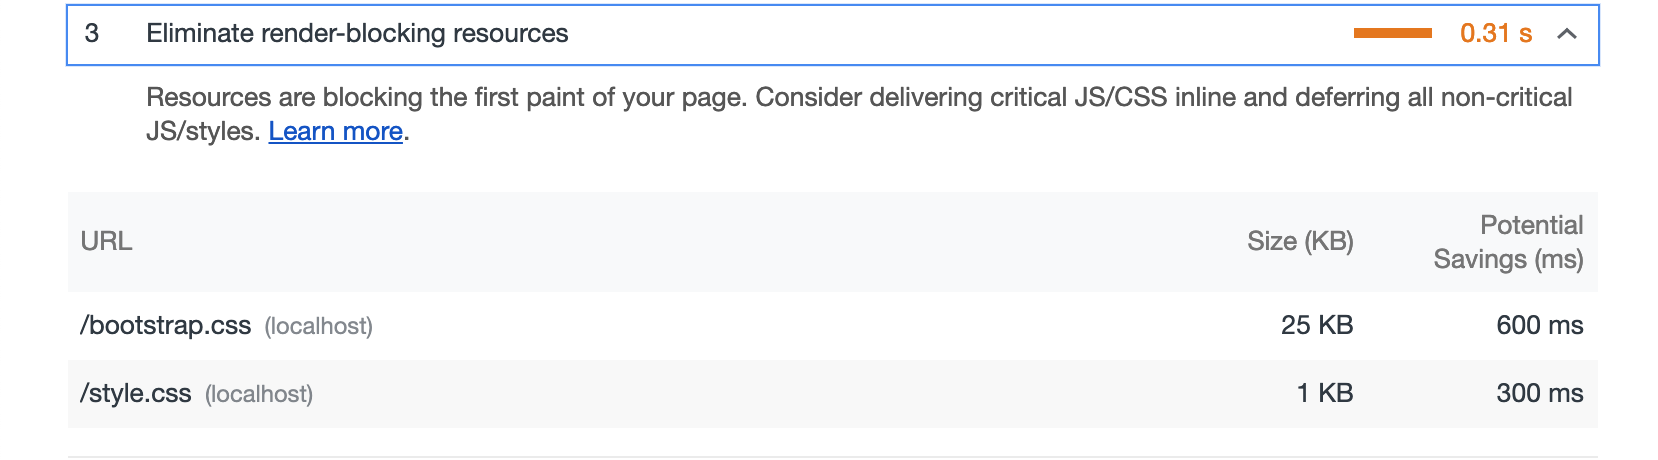 3 Eliminate render-blocking resources 0.31 s
Resources are blocking the first paint of your page. Consider delivering critical JS/CSS inline and deferring all non-critical
JS/styles. Learn more.
URL Size (KB) Potential
Savings (ms)
/bootstrap.css (localhost) 25 KB 600 ms
/style.css (localhost) 1 KB 300 ms